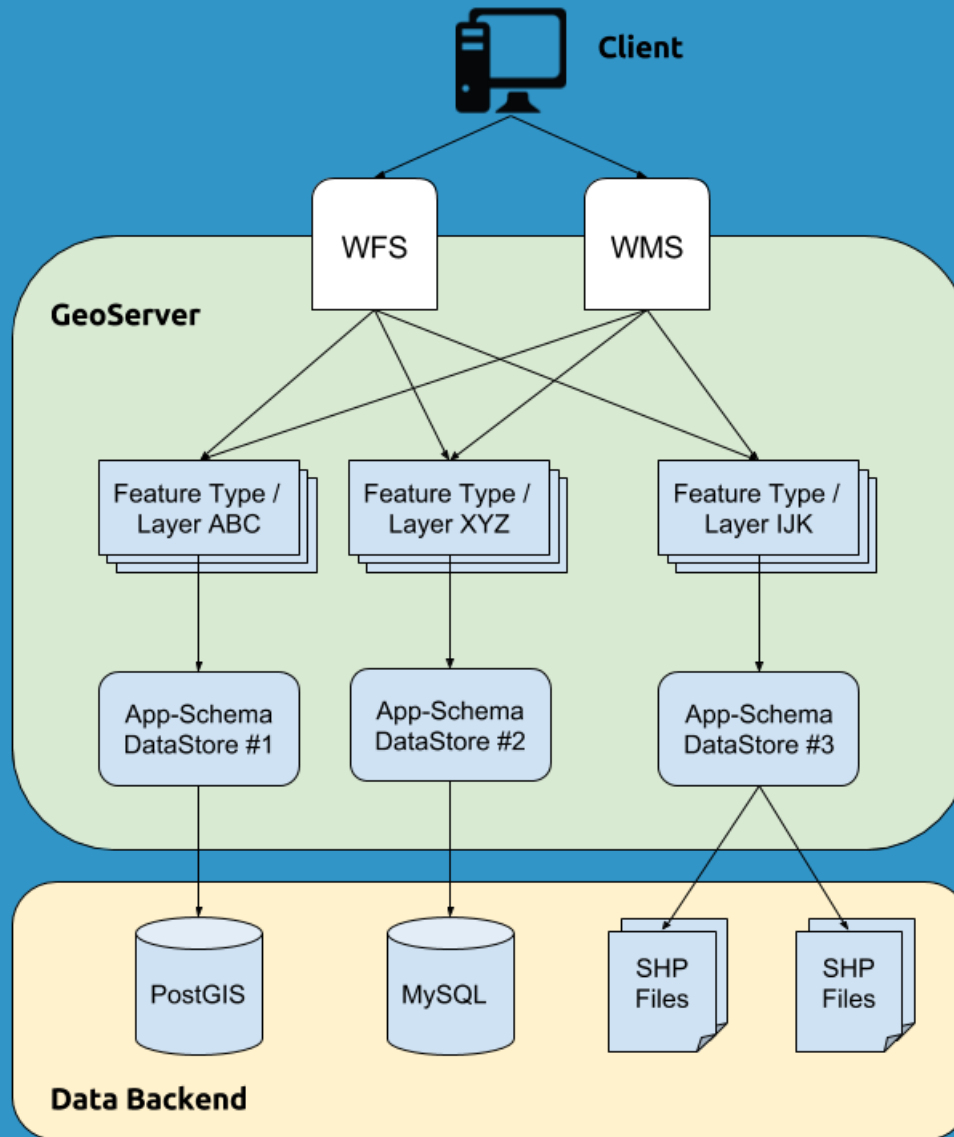 Client
WFS
WMS
GeoServer
Feature Type /
Layer ABC
Feature Type /
Layer XYZ
Feature Type /
Layer IJK
App-Schema
DataStore #1
App-Schema
DataStore #2
App-Schema
DataStore #3
PostGIS
MySQL
SHP
Files
SHP
Files
Data Backend